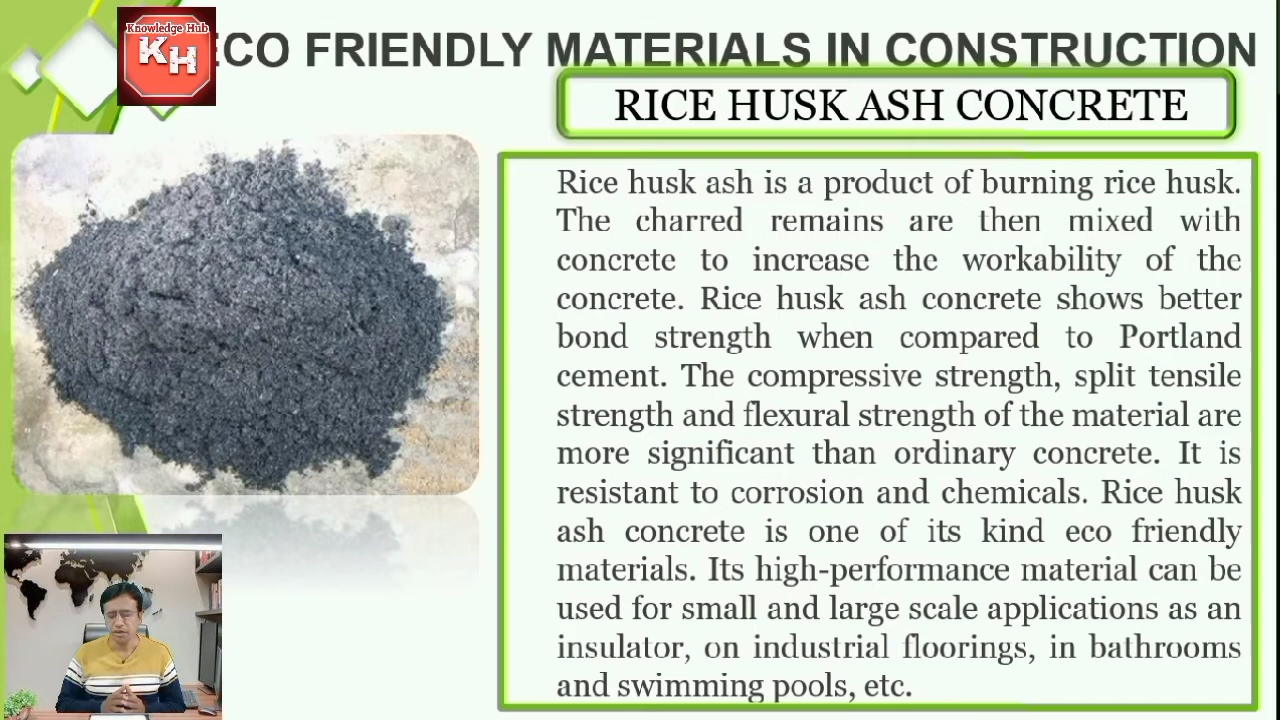 Knowledge Hub
KH
ECO FRIENDLY MATERIALS IN CONSTRUCTION
RICE HUSK ASH CONCRETE
Rice husk ash is a product of burning rice husk.
The charred remains are then mixed with
concrete to increase the workability of the
concrete. Rice husk ash concrete shows better
bond strength when compared to Portland
cement. The compressive strength, split tensile
strength and flexural strength of the material are
more significant than ordinary concrete. It is
resistant to corrosion and chemicals. Rice husk
ash concrete is one of its kind eco friendly
materials. Its high-performance material can be
used for small and large scale applications as an
insulator, on industrial floorings, in bathrooms
and swimming pools, etc.